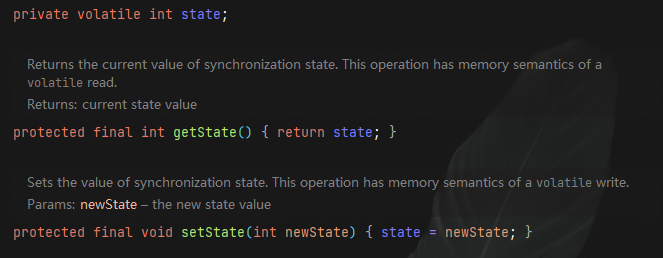 private volatile int state;
Returns the current value of synchronization state. This operation has memory semantics of a
volatile read.
Returns: current state value
protected final int getState() { return state; }
Sets the value of synchronization state. This operation has memory semantics of a volatile write.
Params: newState – the new state value
protected final void setState(int newState) { state = newState; }